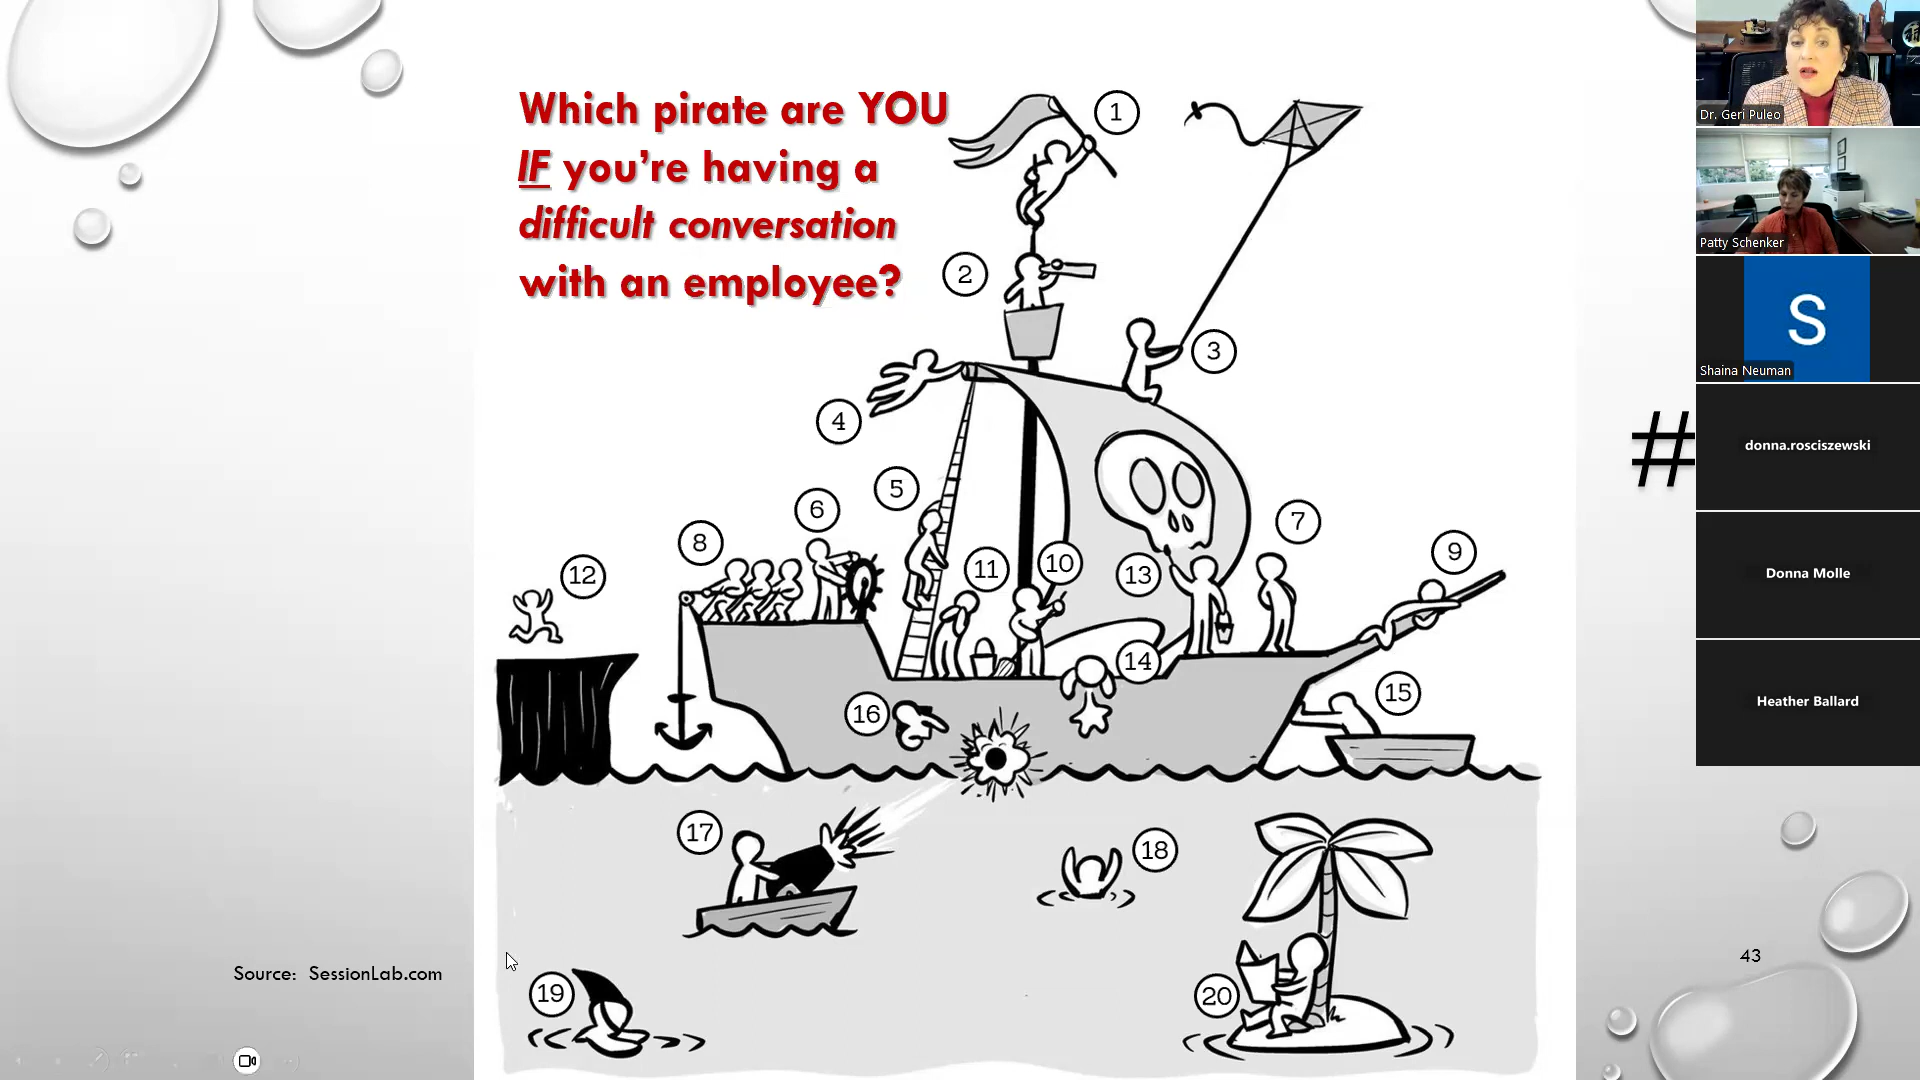 Which pirate are YOU
IF you're having a
difficult conversation
with an employee?
1
2
3
4
5
6
7
8
9
10
11
12
13
14
15
16
17
18
19
20
#
Source: SessionLab.com
43
Dr. Geri Puleo
Patty Schenker
S
Shaina Neuman
donna.rosciszewski
Donna Molle
Heather Ballard